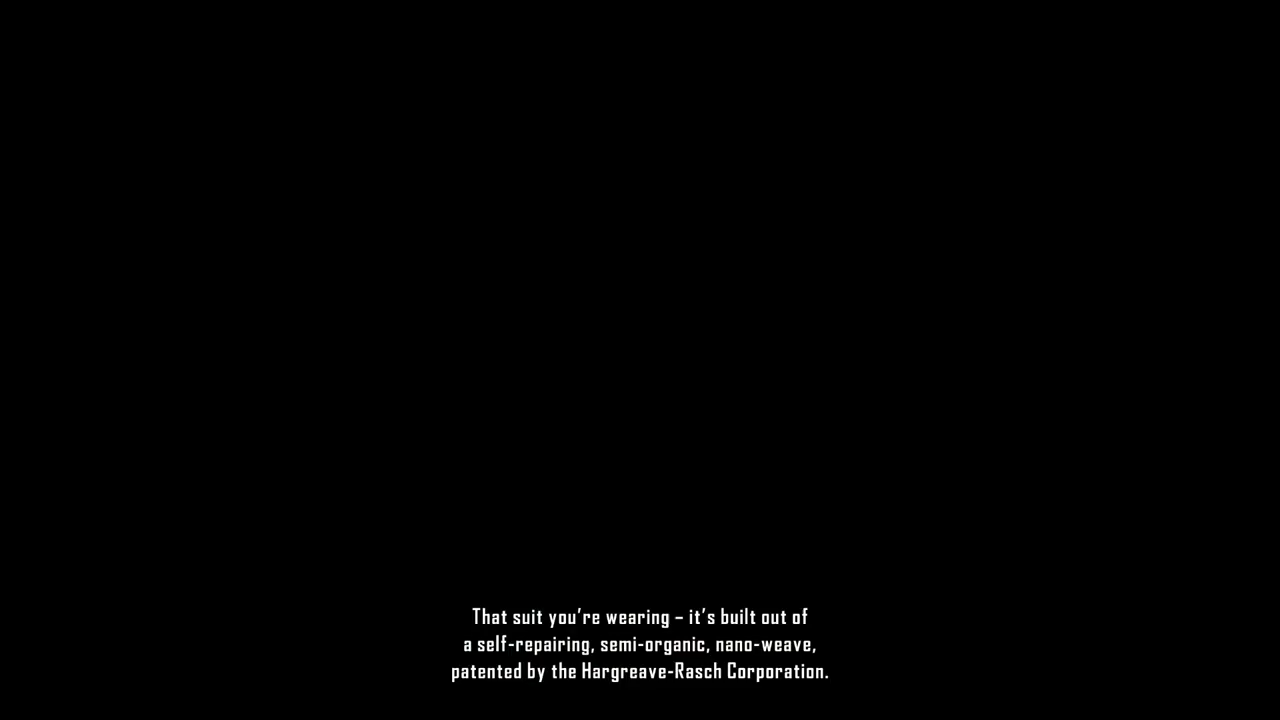 That suit you’re wearing – it’s built out of
a self-repairing, semi-organic, nano-weave,
patented by the Hargreave-Rasch Corporation.